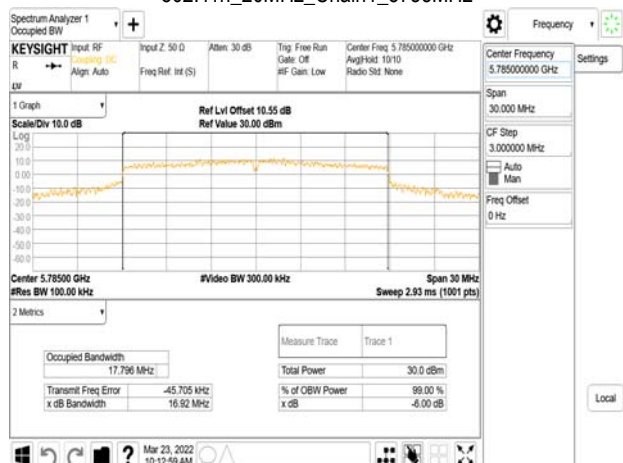 Spectrum Analyzer 1
Occupied BW
Frequency
KEYSIGHT
Input: RF
Input Z: 50 Ω
Atten: 30 dB
Trig: Free Run
Center Freq: 5.785000000 GHz
R
Coupling: DC
Gate: Off
Avg|Hold: 10/10
Align: Auto
Freq Ref: Int (S)
#IF Gain: Low
Radio Std: None
Center Frequency
5.785000000 GHz
Settings
Span
30.000 MHz
CF Step
3.000000 MHz
Auto
Man
Freq Offset
0 Hz
1 Graph
Scale/Div 10.0 dB
Ref Lvl Offset 10.55 dB
Ref Value 30.00 dBm
Log
20.0
10.0
0.00
-10.0
-20.0
-30.0
-40.0
-50.0
-60.0
Center 5.78500 GHz
#Video BW 300.00 kHz
Span 30 MHz
#Res BW 100.00 kHz
Sweep 2.93 ms (1001 pts)
2 Metrics
Measure Trace
Trace 1
Occupied Bandwidth
17.796 MHz
Total Power
30.0 dBm
Transmit Freq Error
-45.705 kHz
% of OBW Power
99.00 %
x dB Bandwidth
16.92 MHz
x dB
-6.00 dB
Local
?
Mar 23, 2022
10:12:59 AM